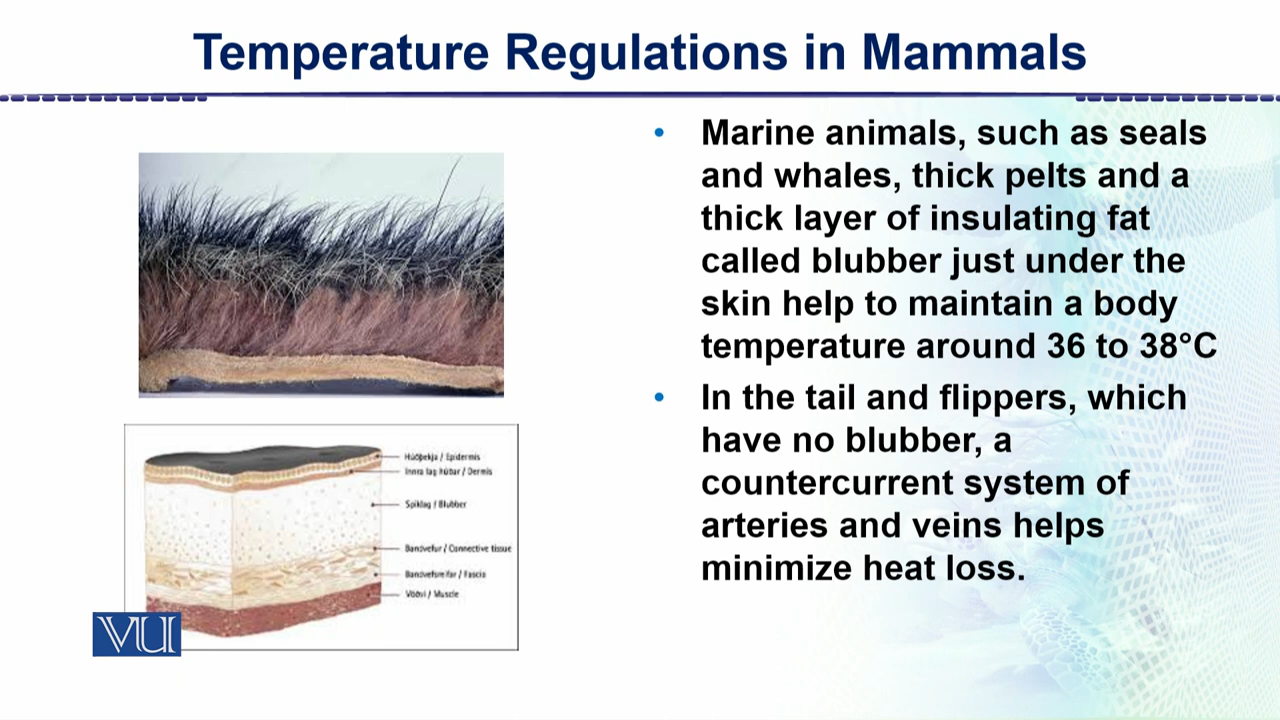 Temperature Regulations in Mammals
• Marine animals, such as seals
and whales, thick pelts and a
thick layer of insulating fat
called blubber just under the
skin help to maintain a body
temperature around 36 to 38°C
• In the tail and flippers, which
have no blubber, a
countercurrent system of
arteries and veins helps
minimize heat loss.
Húðþekja / Epidermis
Innra lag húðar / Dermis
Spiklag / Blubber
Bandvefur / Connective tissue
/ Fascia
Vöðvi / Muscle
VU